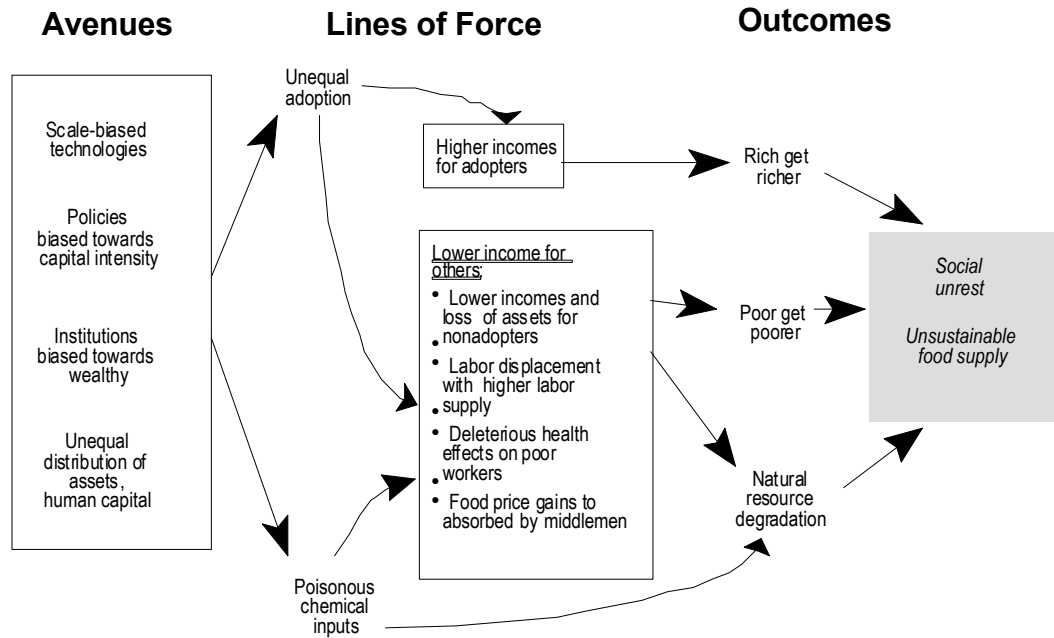 Avenues
Lines of Force
Outcomes
Scale-biased
technologies
Policies
biased towards
capital intensity
Institutions
biased towards
wealthy
Unequal
distribution of
assets,
human capital
Unequal
adoption
Poisonous
chemical
inputs
Higher incomes
for adopters
Lower income for
others:
• Lower incomes and
loss of assets for
nonadopters
•
• Labor displacement
with higher labor
supply
•
• Deleterious health
effects on poor
workers
•
• Food price gains to
absorbed by middlemen
Rich get
richer
Poor get
poorer
Natural
resource
degradation
Social
unrest
Unsustainable
food supply